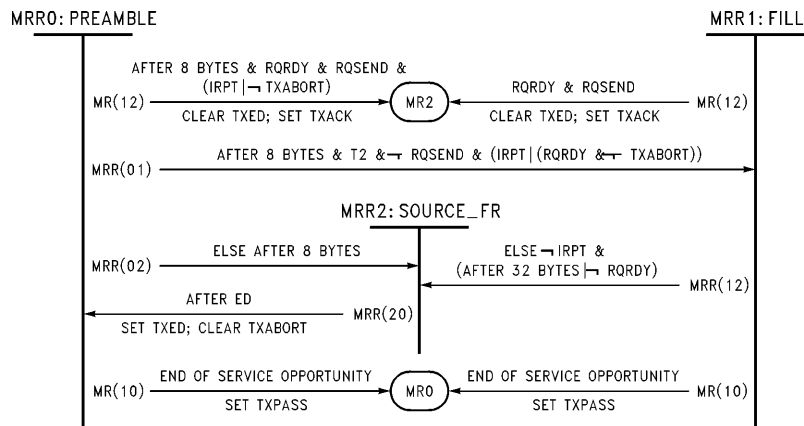 MRR0: PREAMBLE
MRR1: FILL
AFTER 8 BYTES & RQRDY & RQSEND &
(IRPT|¬ TXABORT)
MR(12)
CLEAR TXED; SET TXACK
MR2
RQRDY & RQSEND
CLEAR TXED; SET TXACK
MR(12)
AFTER 8 BYTES & T2 &¬ RQSEND & (IRPT|(RQRDY &¬ TXABORT))
MRR(01)
MRR2: SOURCE_FR
ELSE AFTER 8 BYTES
MRR(02)
ELSE ¬ IRPT &
(AFTER 32 BYTES|¬ RQRDY)
MRR(12)
AFTER ED
MRR(20)
SET TXED; CLEAR TXABORT
END OF SERVICE OPPORTUNITY
MR(10)
SET TXPASS
MR0
END OF SERVICE OPPORTUNITY
SET TXPASS
MR(10)